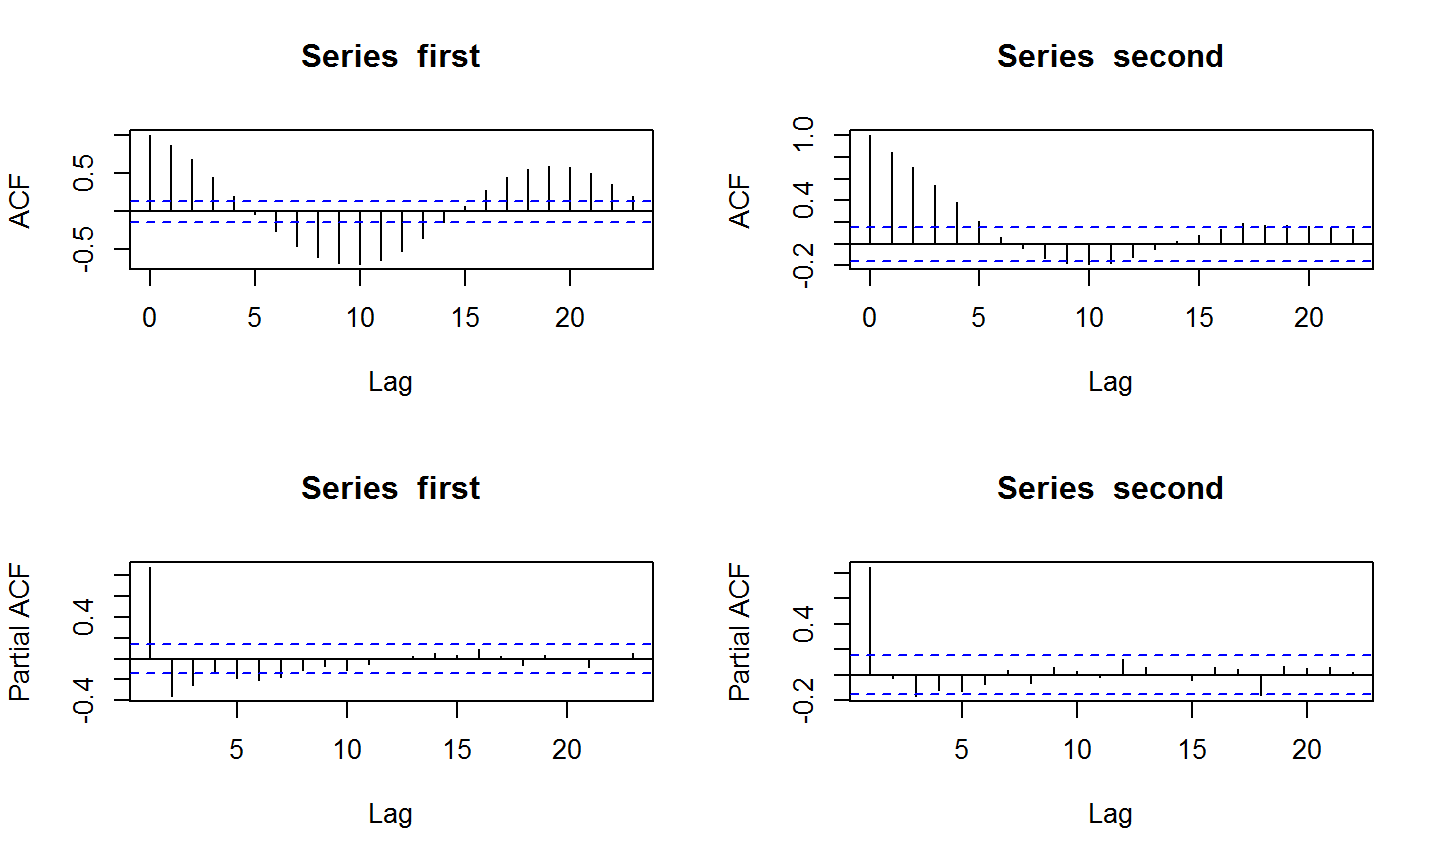 Series first
ACF
0.5
-0.5
0 5 10 15 20
Lag
Series second
ACF
1.0
0.4
-0.2
0 5 10 15 20
Lag
Series first
Partial ACF
0.4
-0.4
5 10 15 20
Lag
Series second
Partial ACF
0.4
-0.2
5 10 15 20
Lag